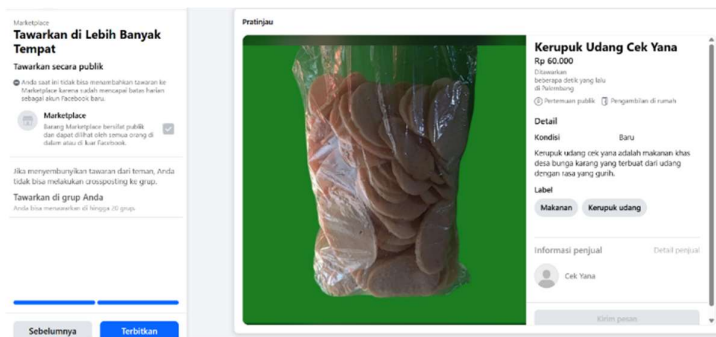 Marketplace
Tawarkan di Lebih Banyak
Tempat
Tawarkan secara publik
Anda saat ini tidak bisa menambahkan tawaran ke
Marketplace karena sudah mencapai batas harian
sebagai akun Facebook baru.
Marketplace
Barang Marketplace bersifat publik
dan dapat dilihat oleh semua orang di
dalam atau di luar Facebook.
Jika menyembunyikan tawaran dari teman, Anda
tidak bisa melakukan crossposting ke grup.
Tawarkan di grup Anda
Anda bisa menawarkan di hingga 20 grup.
Sebelumnya
Terbitkan
Pratinjau
Kerupuk Udang Cek Yana
Rp 60.000
Ditawarkan
beberapa detik yang lalu
di Palembang
Pertemuan publik
Pengambilan di rumah
Detail
Kondisi Baru
Kerupuk udang cek yana adalah makanan khas
desa bunga karang yang terbuat dari udang
dengan rasa yang gurih.
Label
Makanan
Kerupuk udang
Informasi penjual
Detail penjual
Cek Yana
Kirim pesan